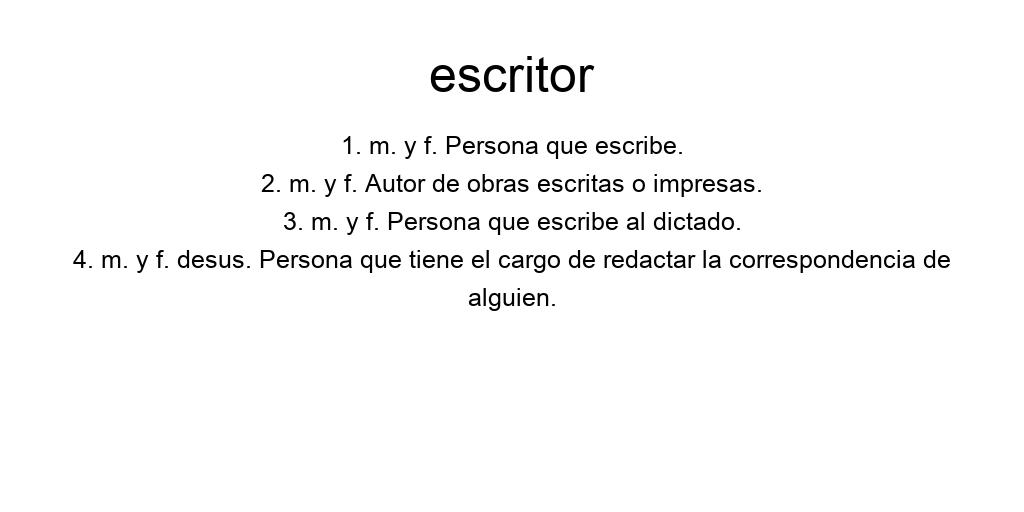 escritor
1. m. y f. Persona que escribe.
2. m. y f. Autor de obras escritas o impresas.
3. m. y f. Persona que escribe al dictado.
4. m. y f. desus. Persona que tiene el cargo de redactar la correspondencia de
alguien.